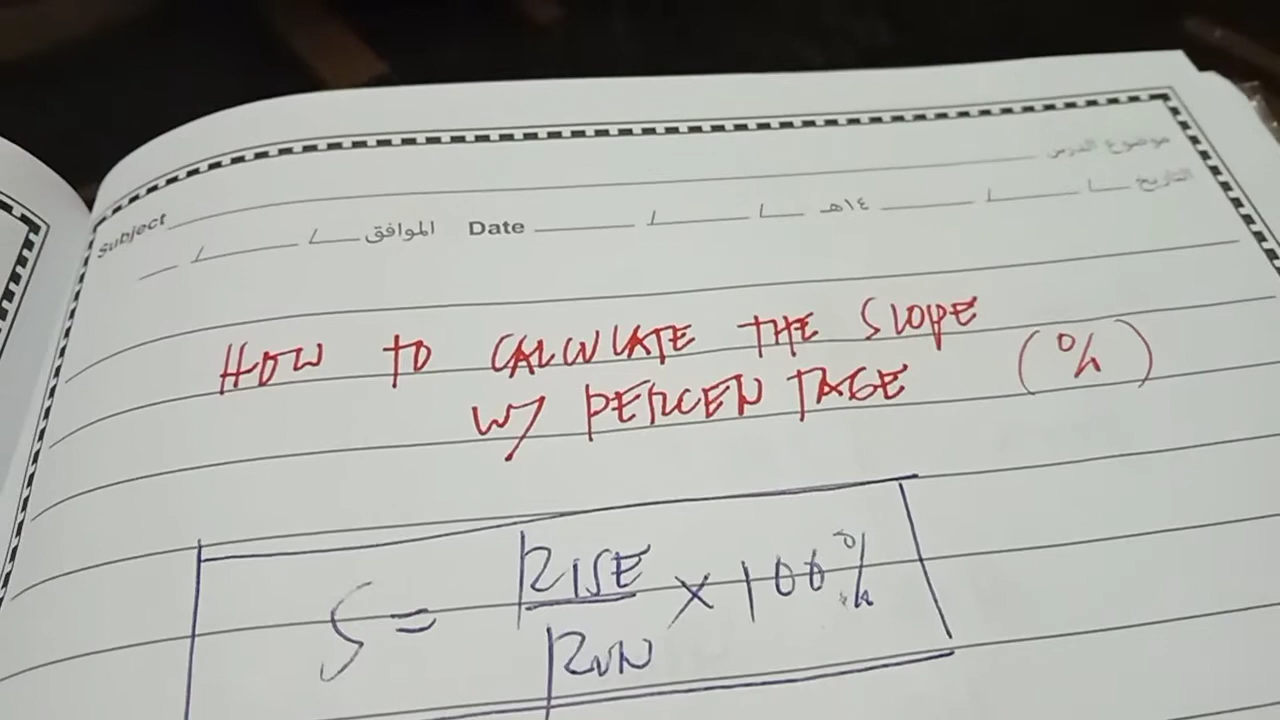 موضوع الدرس
Subject
التاريخ / / ١٤هـ Date / / الموافق / /
HOW TO CALCULATE THE SLOPE
W/ PERCENTAGE (%)
S = RISE/RUN × 100%